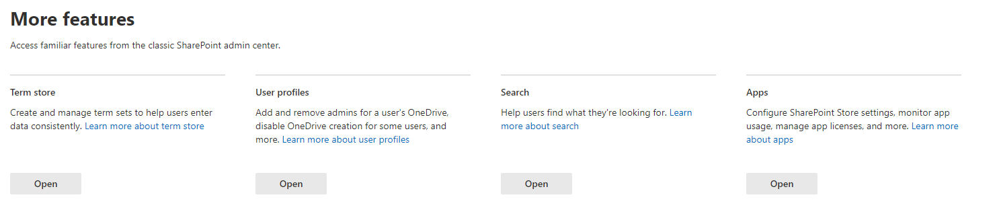 More features
Access familiar features from the classic SharePoint admin center.
Term store
Create and manage term sets to help users enter
data consistently. Learn more about term store
Open
User profiles
Add and remove admins for a user's OneDrive,
disable OneDrive creation for some users, and
more. Learn more about user profiles
Open
Search
Help users find what they're looking for. Learn
more about search
Open
Apps
Configure SharePoint Store settings, monitor app
usage, manage app licenses, and more. Learn more
about apps
Open